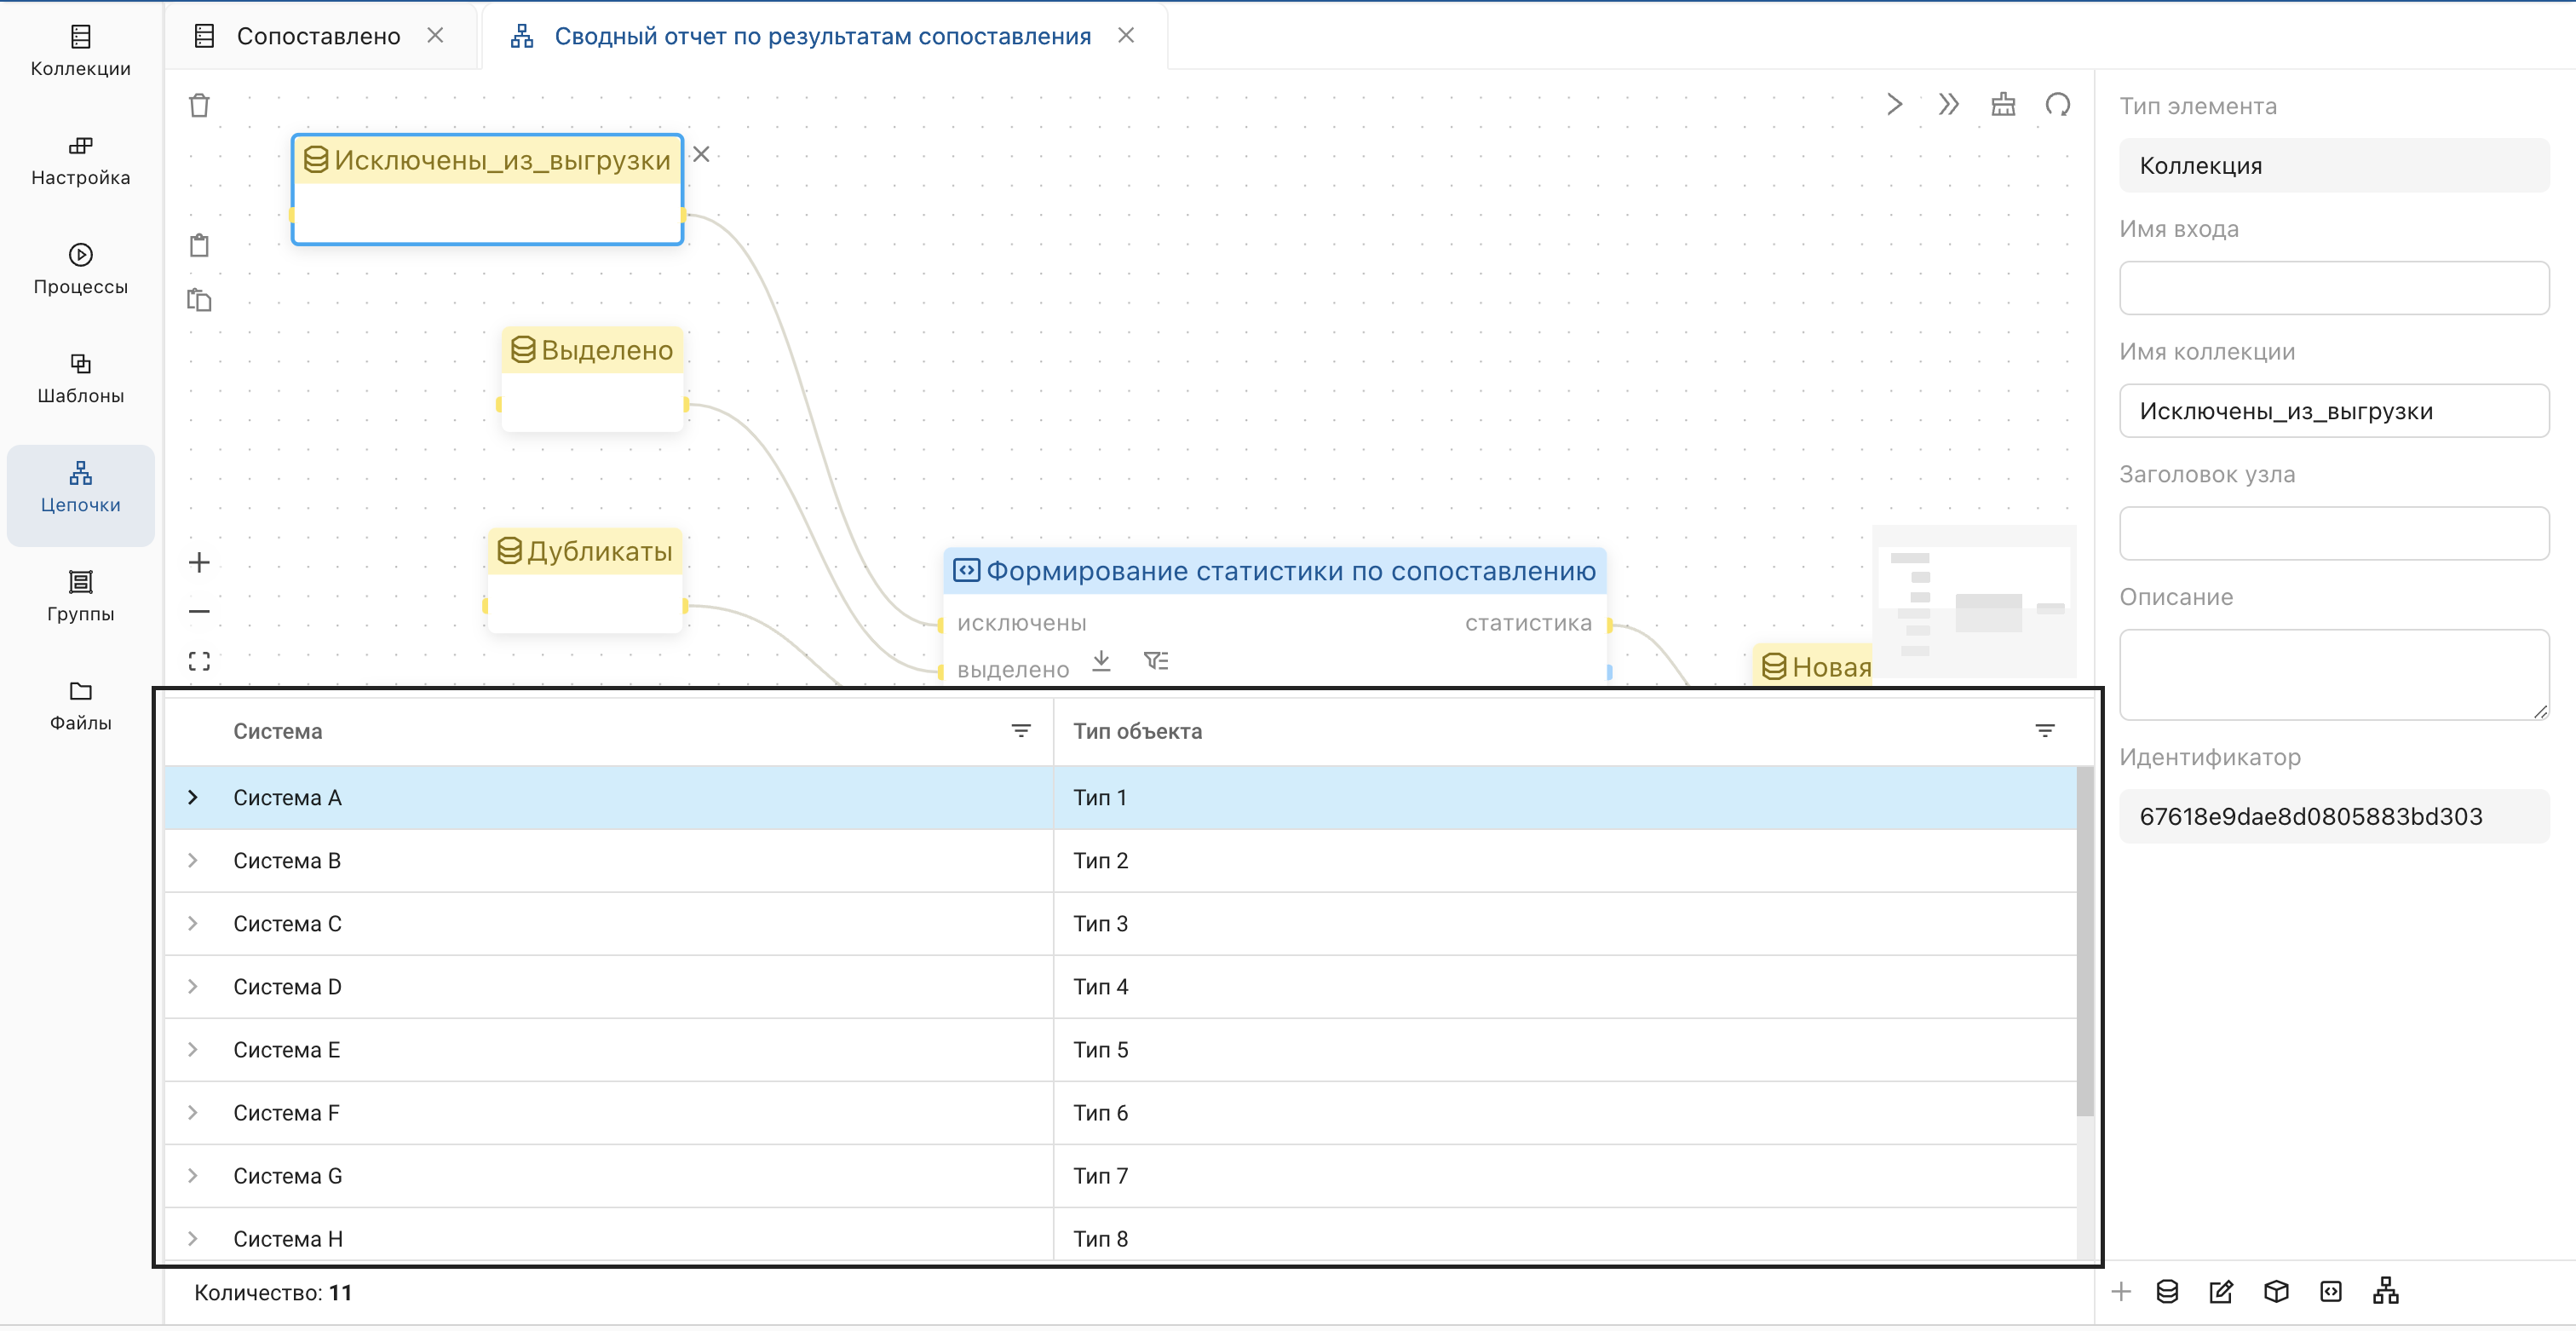 Коллекции
Настройка
Процессы
Шаблоны
Цепочки
Группы
Файлы
Сопоставлено
Сводный отчет по результатам сопоставления
Исключены_из_выгрузки
Выделено
Дубликаты
Формирование статистики по сопоставлению
исключены статистика
выделено
Новая
Система Тип объекта
Система A Тип 1
Система B Тип 2
Система C Тип 3
Система D Тип 4
Система E Тип 5
Система F Тип 6
Система G Тип 7
Система H Тип 8
Количество: 11
Тип элемента
Коллекция
Имя входа
Имя коллекции
Исключены_из_выгрузки
Заголовок узла
Описание
Идентификатор
67618e9dae8d0805883bd303